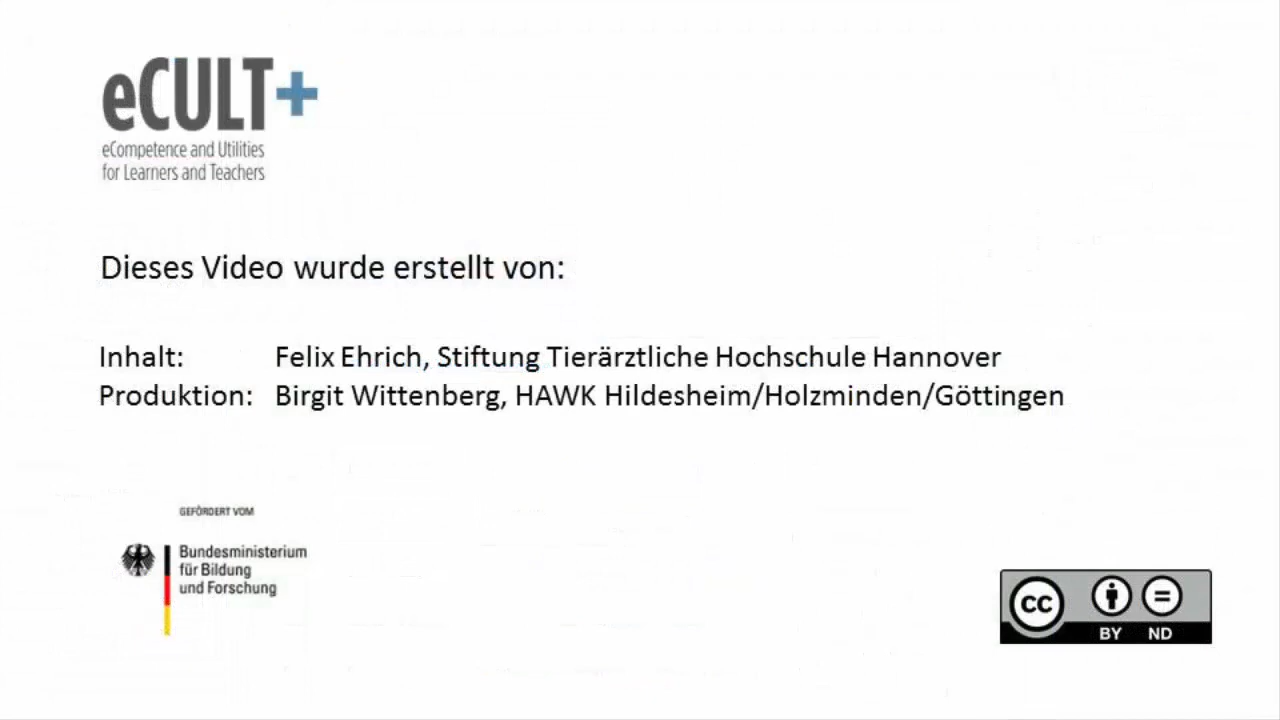 eCULT+
eCompetence and Utilities
for Learners and Teachers
Dieses Video wurde erstellt von:
Inhalt: Felix Ehrich, Stiftung Tierärztliche Hochschule Hannover
Produktion: Birgit Wittenberg, HAWK Hildesheim/Holzminden/Göttingen
GEFÖRDERT VOM
Bundesministerium
für Bildung
und Forschung
cc
BY ND